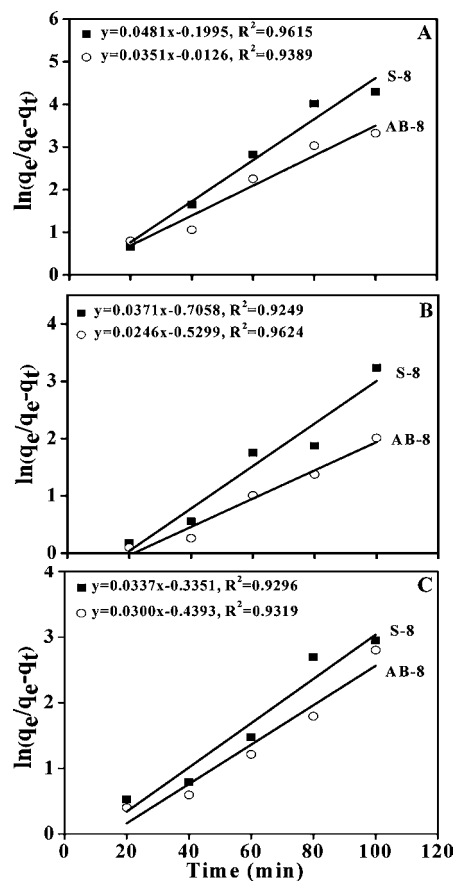 A
y=0.0481x-0.1995, R²=0.9615
y=0.0351x-0.0126, R²=0.9389
S-8
AB-8
ln(qe/qe-qt)
6
5
4
3
2
1
0
B
y=0.0371x-0.7058, R²=0.9249
y=0.0246x-0.5299, R²=0.9624
S-8
AB-8
ln(qe/qe-qt)
4
3
2
1
0
C
y=0.0337x-0.3351, R²=0.9296
y=0.0300x-0.4393, R²=0.9319
S-8
AB-8
ln(qe/qe-qt)
4
3
2
1
0
0 20 40 60 80 100 120
Time (min)